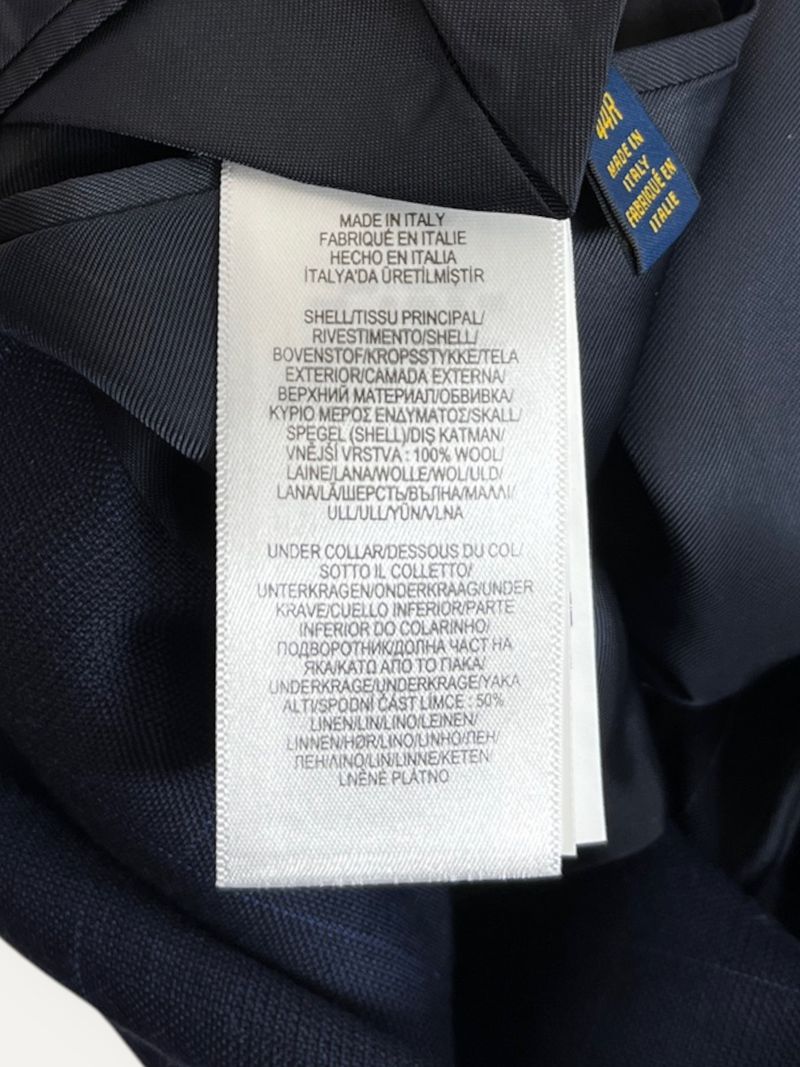 MADE IN ITALY
FABRIQUÉ EN ITALIE
HECHO EN ITALIA
İTALYA'DA ÜRETİLMİŞTİR
SHELL/TISSU PRINCIPAL/
RIVESTIMENTO/SHELL/
BOVENSTOF/KROPSSTYKKE/TELA
EXTERIOR/CAMADA EXTERNA/
ВЕРХНИЙ МАТЕРИАЛ/ОБВИВКА/
ΚΥΡΙΟ ΜΕΡΟΣ ΕΝΔΥΜΑΤΟΣ/SKALL/
SPEGEL (SHELL)/DIŞ KATMAN/
VNĚJŠÍ VRSTVA : 100% WOOL/
LAINE/LANA/WOLLE/WOL/ULD/
LANA/LÃ/ШЕРСТЬ/ВЪЛНА/ΜΑΛΛΙ/
ULL/ULL/YÜN/VLNA
UNDER COLLAR/DESSOUS DU COL/
SOTTO IL COLLETTO/
UNTERKRAGEN/ONDERKRAAG/UNDER
KRAVE/CUELLO INFERIOR/PARTE
INFERIOR DO COLARINHO/
ПОДВОРОТНИК/ДОЛНА ЧАСТ НА
ЯКА/ΚΑΤΩ ΑΠΟ ΤΟ ΓΙΑΚΑ/
UNDERKRAGE/UNDERKRAGE/YAKA
ALTI/SPODNÍ ČÁST LÍMCE : 50%
LINEN/LIN/LINO/LEINEN/
LINNEN/HØR/LINO/LINHO/ЛЕН/
ЛЕН/ΛΙΝΟ/LIN/LINNE/KETEN/
LNĚNÉ PLÁTNO
44R
MADE IN
ITALY
FABRIQUÉ EN
ITALIE